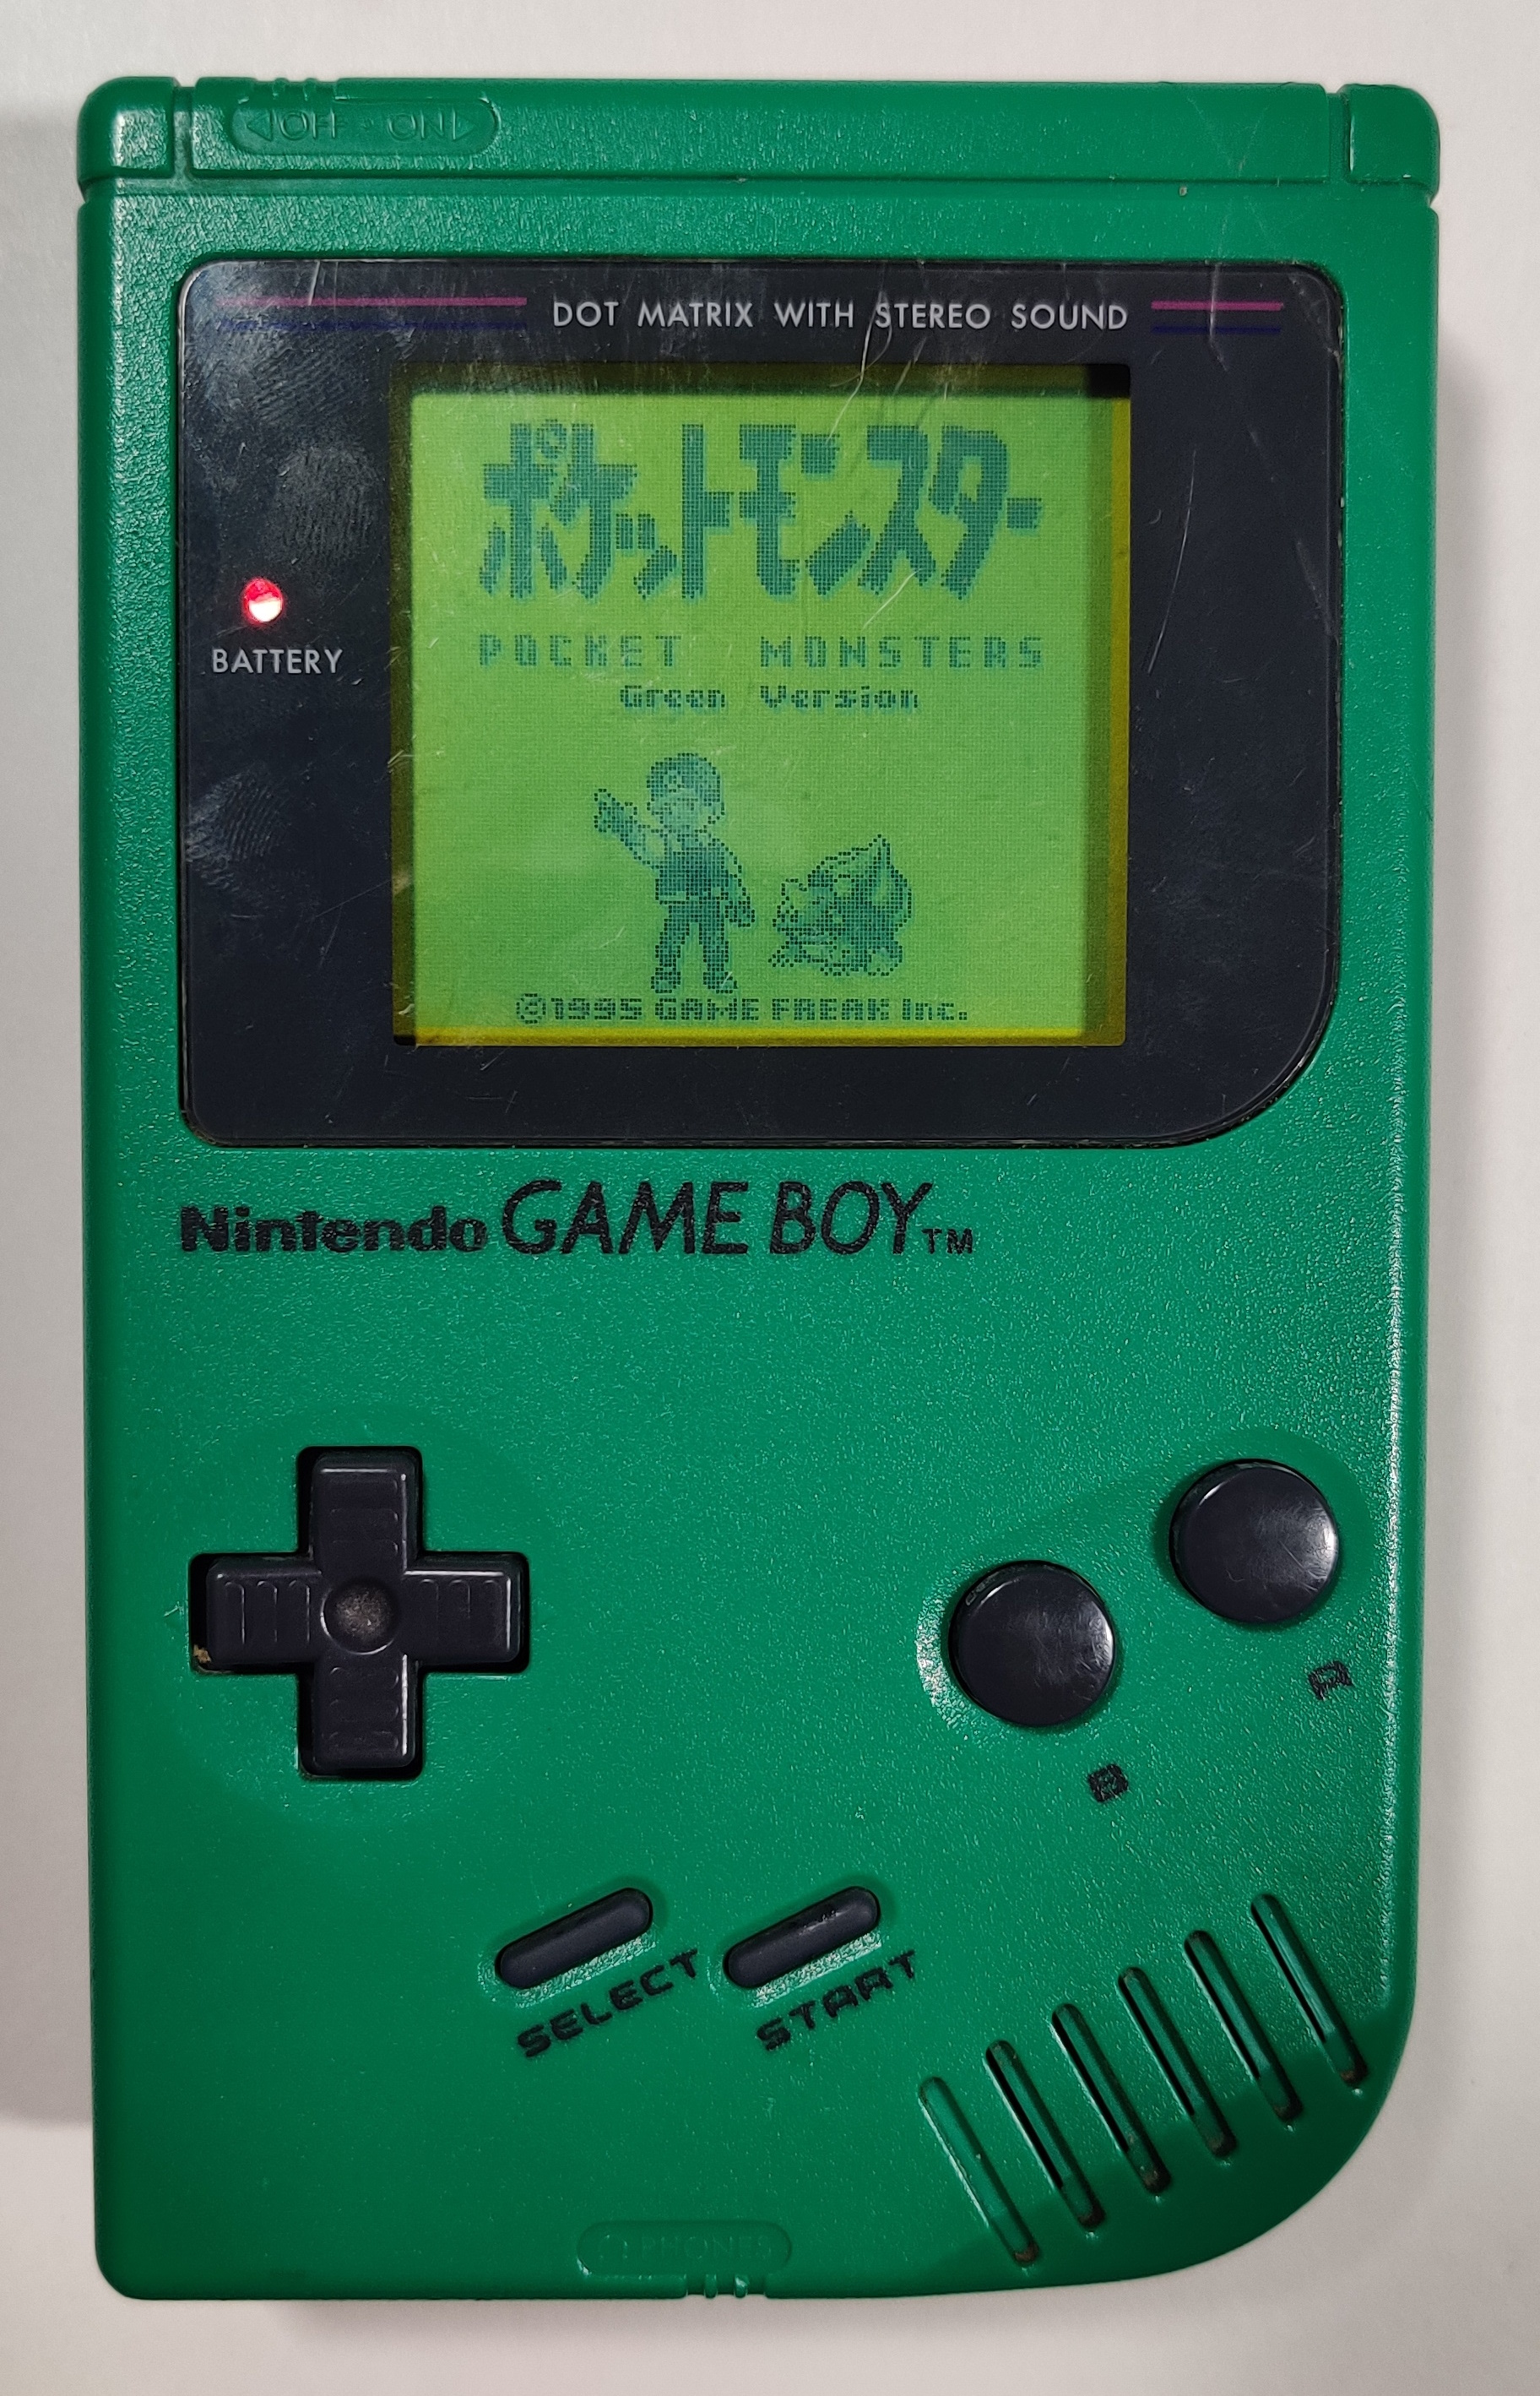 OFF ON
DOT MATRIX WITH STEREO SOUND
ポケットモンスター
POCKET MONSTERS
Green Version
©1995 GAME FREAK Inc.
BATTERY
Nintendo GAME BOY™
A
B
SELECT
START
PHONES